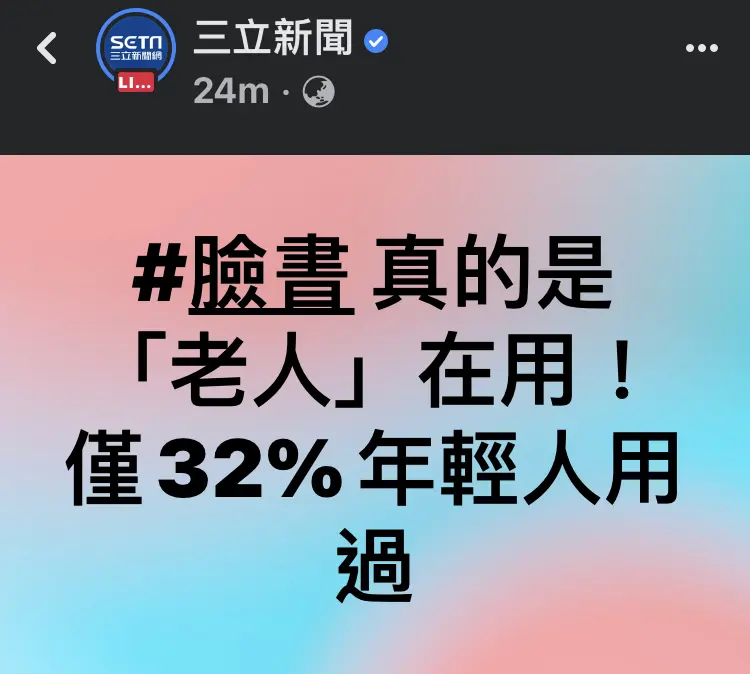 SETN
三立新聞網
LI...
三立新聞
24m ·
#臉書 真的是
「老人」在用！
僅 32% 年輕人用
過